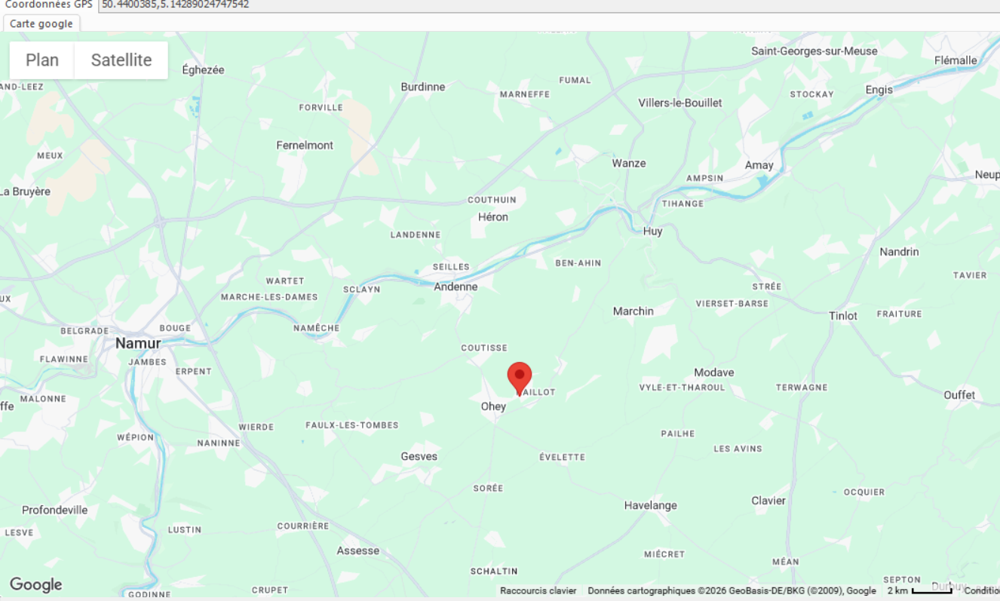 Coordonnées GPS 50.4400385,5.14289024747542
Carte google
Plan Satellite
Saint-Georges-sur-Meuse
Flémalle
Éghezée
FUMAL
AND-LEEZ
Burdinne
MARNEFFE
STOCKAY
Engis
Villers-le-Bouillet
FORVILLE
Fernelmont
MEUX
Wanze
Amay
Neup
AMPSIN
La Bruyère
COUTHUIN
TIHANGE
Héron
Huy
LANDENNE
Nandrin
BEN-AHIN
SEILLES
TAVIER
WARTET
Andenne
STRÉE
SCLAYN
MARCHE-LES-DAMES
UX
VIERSET-BARSE
Marchin
Tinlot
FRAITURE
BELGRADE
BOUGE
NAMÊCHE
Namur
COUTISSE
FLAWINNE
JAMBES
ERPENT
Modave
VYLE-ET-THAROUL
TERWAGNE
AILLOT
Ouffet
MALONNE
ffe
Ohey
FAULX-LES-TOMBES
WIERDE
PAILHE
WÉPION
NANINNE
LES AVINS
Gesves
ÉVELETTE
SORÉE
OCQUIER
Clavier
Havelange
Profondeville
COURRIÈRE
LUSTIN
LESVE
Assesse
MIÉCRET
MÉAN
SCHALTIN
SEPTON
Google
Durbuy
CRUPET
GODINNE
Raccourcis clavier Données cartographiques ©2026 GeoBasis-DE/BKG (©2009), Google 2 km Conditio